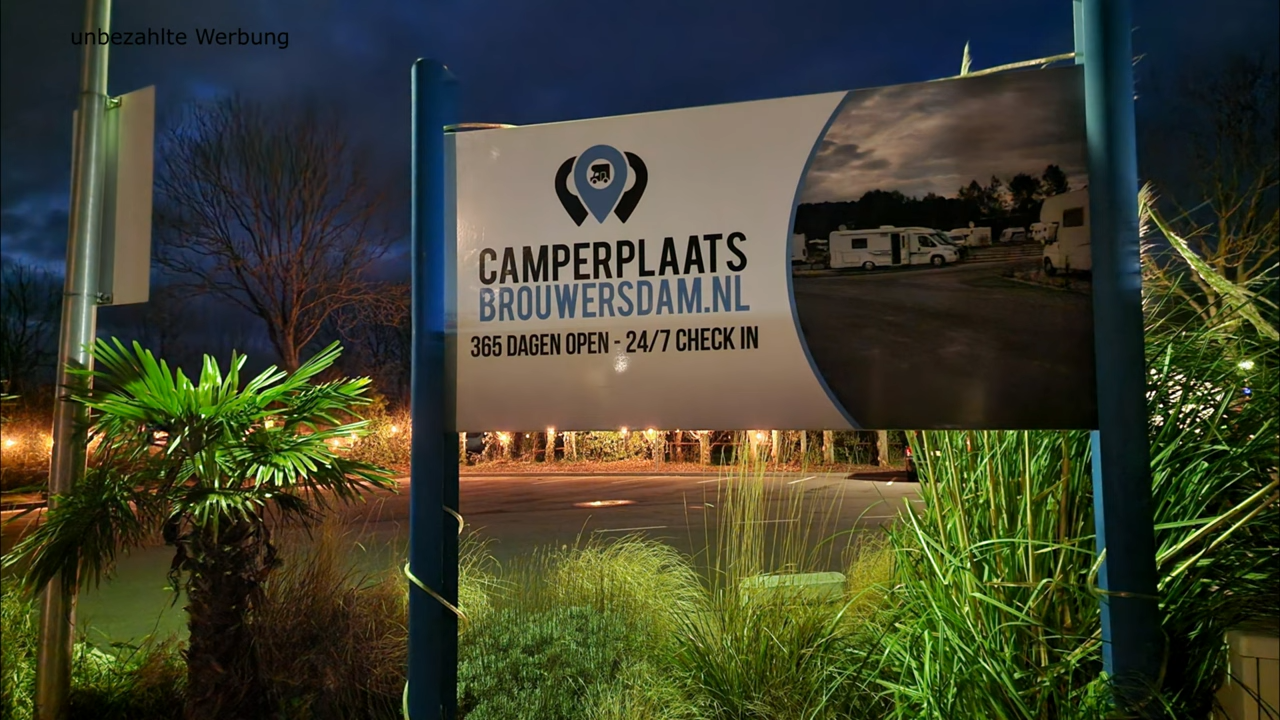 unbezahlte Werbung
CAMPERPLAATS
BROUWERSDAM.NL
365 DAGEN OPEN - 24/7 CHECK IN